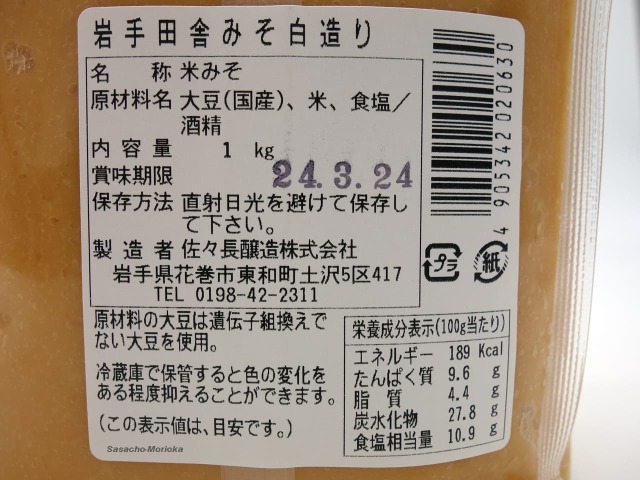 岩手田舎みそ白造り
名 称 米みそ
原材料名 大豆(国産)、米、食塩／
酒精
内容量 1 kg
賞味期限 24.3.24
保存方法 直射日光を避けて保存し
て下さい。
製造者 佐々長醸造株式会社
岩手県花巻市東和町土沢5区417
TEL 0198-42-2311
原材料の大豆は遺伝子組換えで
ない大豆を使用。
冷蔵庫で保管すると色の変化を
ある程度抑えることができます。
(この表示値は、目安です。)
Sasacho-Morioka
4 905342 020630
プラ
紙
栄養成分表示(100g当たり)
エネルギー 189 Kcal
たんぱく質 9.6 g
脂 質 4.4 g
炭水化物 27.8 g
食塩相当量 10.9 g